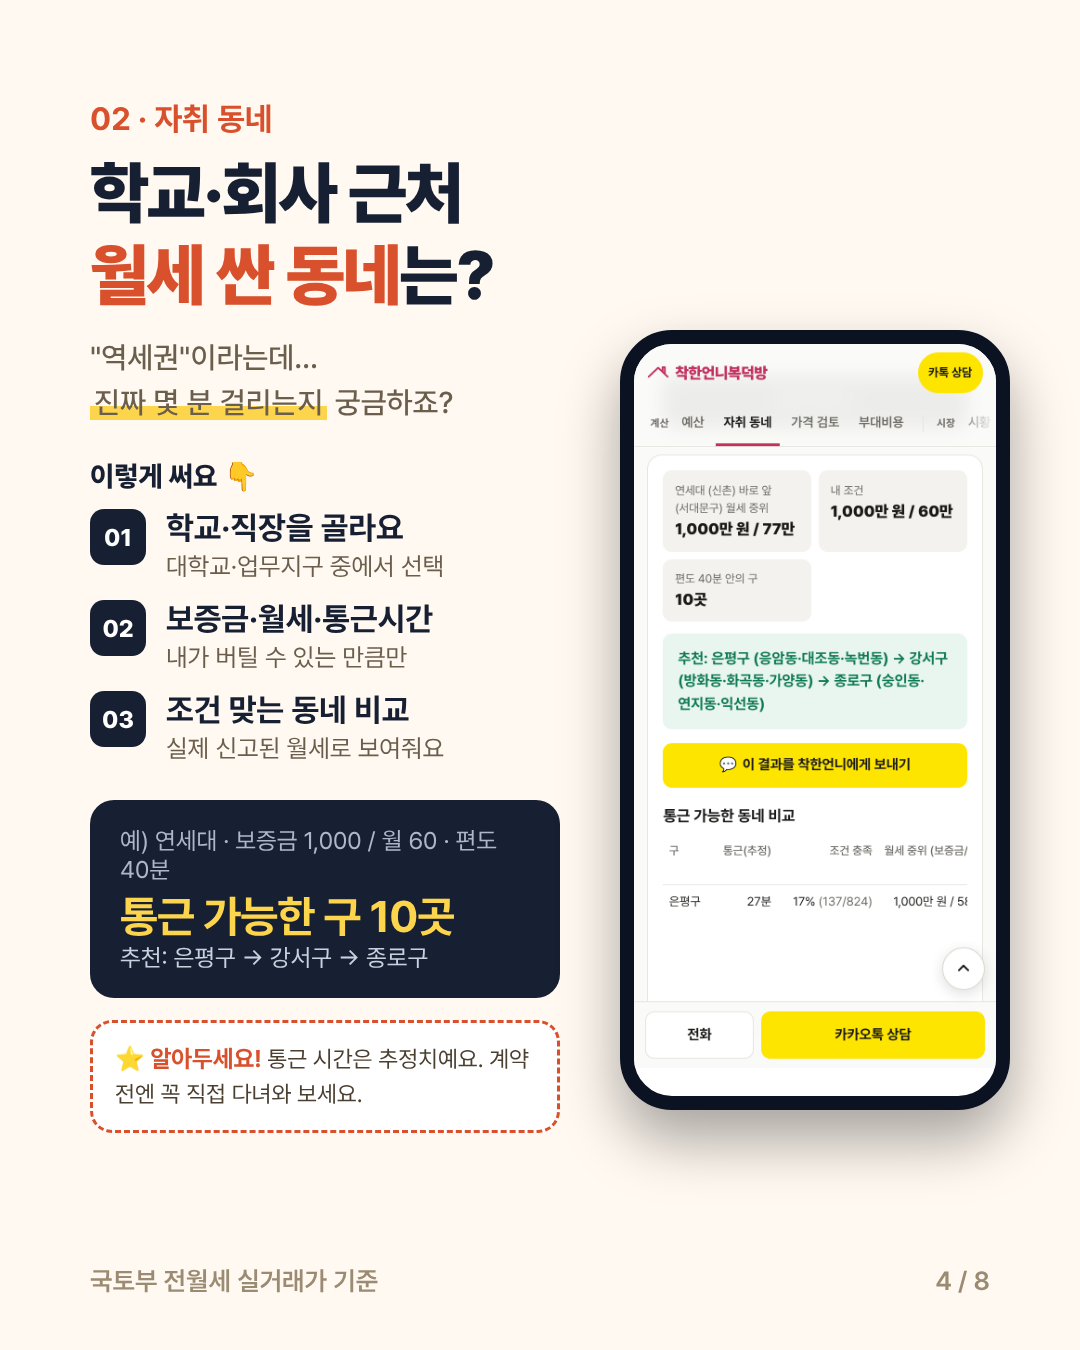 02 · 자취 동네
학교·회사 근처
월세 싼 동네는?
"역세권"이라는데...
진짜 몇 분 걸리는지 궁금하죠?
이렇게 써요 👇
01 학교·직장을 골라요
대학교·업무지구 중에서 선택
02 보증금·월세·통근시간
내가 버틸 수 있는 만큼만
03 조건 맞는 동네 비교
실제 신고된 월세로 보여줘요
예) 연세대 · 보증금 1,000 / 월 60 · 편도
40분
통근 가능한 구 10곳
추천: 은평구 → 강서구 → 종로구
⭐ 알아두세요! 통근 시간은 추정치예요. 계약
전엔 꼭 직접 다녀와 보세요.
착한언니복덕방
카톡 상담
계산 예산 자취 동네 가격 검토 부대비용 시장 시황
연세대 (신촌) 바로 앞
(서대문구) 월세 중위
1,000만 원 / 77만
내 조건
1,000만 원 / 60만
편도 40분 안의 구
10곳
추천: 은평구 (응암동·대조동·녹번동) → 강서구
(방화동·화곡동·가양동) → 종로구 (숭인동·
연지동·익선동)
💬 이 결과를 착한언니에게 보내기
통근 가능한 동네 비교
구 통근(추정) 조건 충족 월세 중위 (보증금/
은평구 27분 17% (137/824) 1,000만 원 / 58
전화 카카오톡 상담
국토부 전월세 실거래가 기준
4 / 8